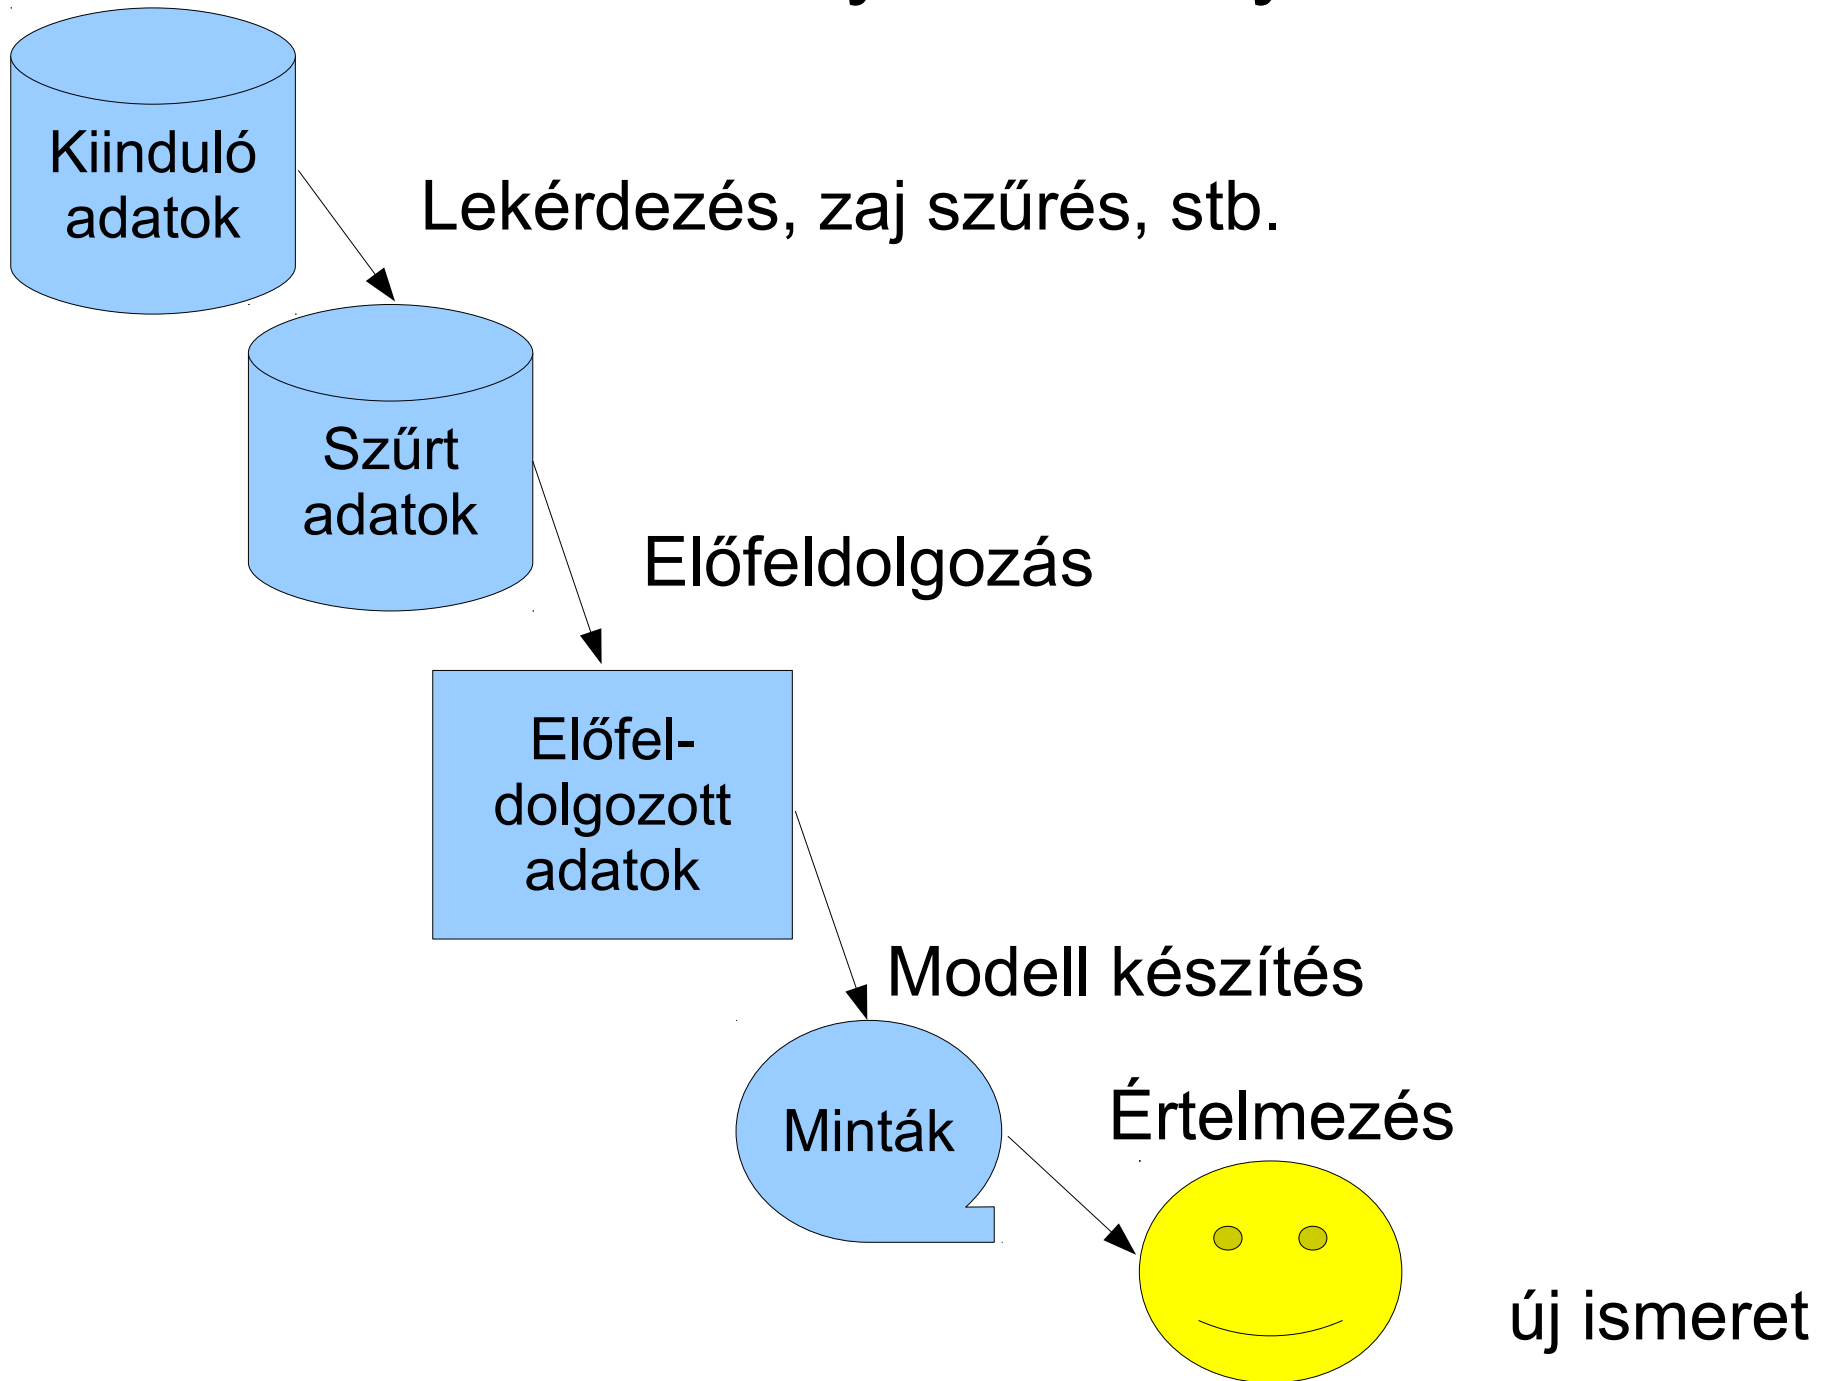 Kiinduló
adatok
Lekérdezés, zaj szűrés, stb.
Szűrt
adatok
Előfeldolgozás
Előfel-
dolgozott
adatok
Modell készítés
Minták
Értelmezés
új ismeret